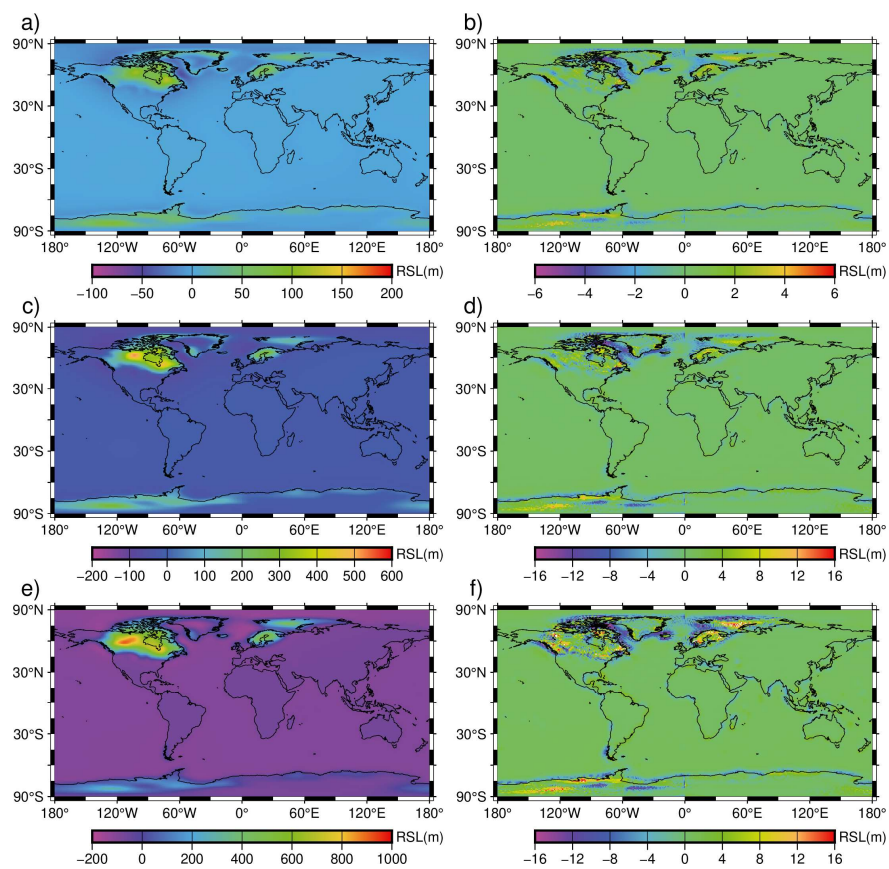 a) b)
90°N 90°N
30°N 30°N
30°S 30°S
90°S 90°S
180° 120°W 60°W 0° 60°E 120°E 180° 180° 120°W 60°W 0° 60°E 120°E 180°
RSL(m) RSL(m)
−100 −50 0 50 100 150 200 −6 −4 −2 0 2 4 6
c) d)
90°N 90°N
30°N 30°N
30°S 30°S
90°S 90°S
180° 120°W 60°W 0° 60°E 120°E 180° 180° 120°W 60°W 0° 60°E 120°E 180°
RSL(m) RSL(m)
−200 −100 0 100 200 300 400 500 600 −16 −12 −8 −4 0 4 8 12 16
e) f)
90°N 90°N
30°N 30°N
30°S 30°S
90°S 90°S
180° 120°W 60°W 0° 60°E 120°E 180° 180° 120°W 60°W 0° 60°E 120°E 180°
RSL(m) RSL(m)
−200 0 200 400 600 800 1000 −16 −12 −8 −4 0 4 8 12 16